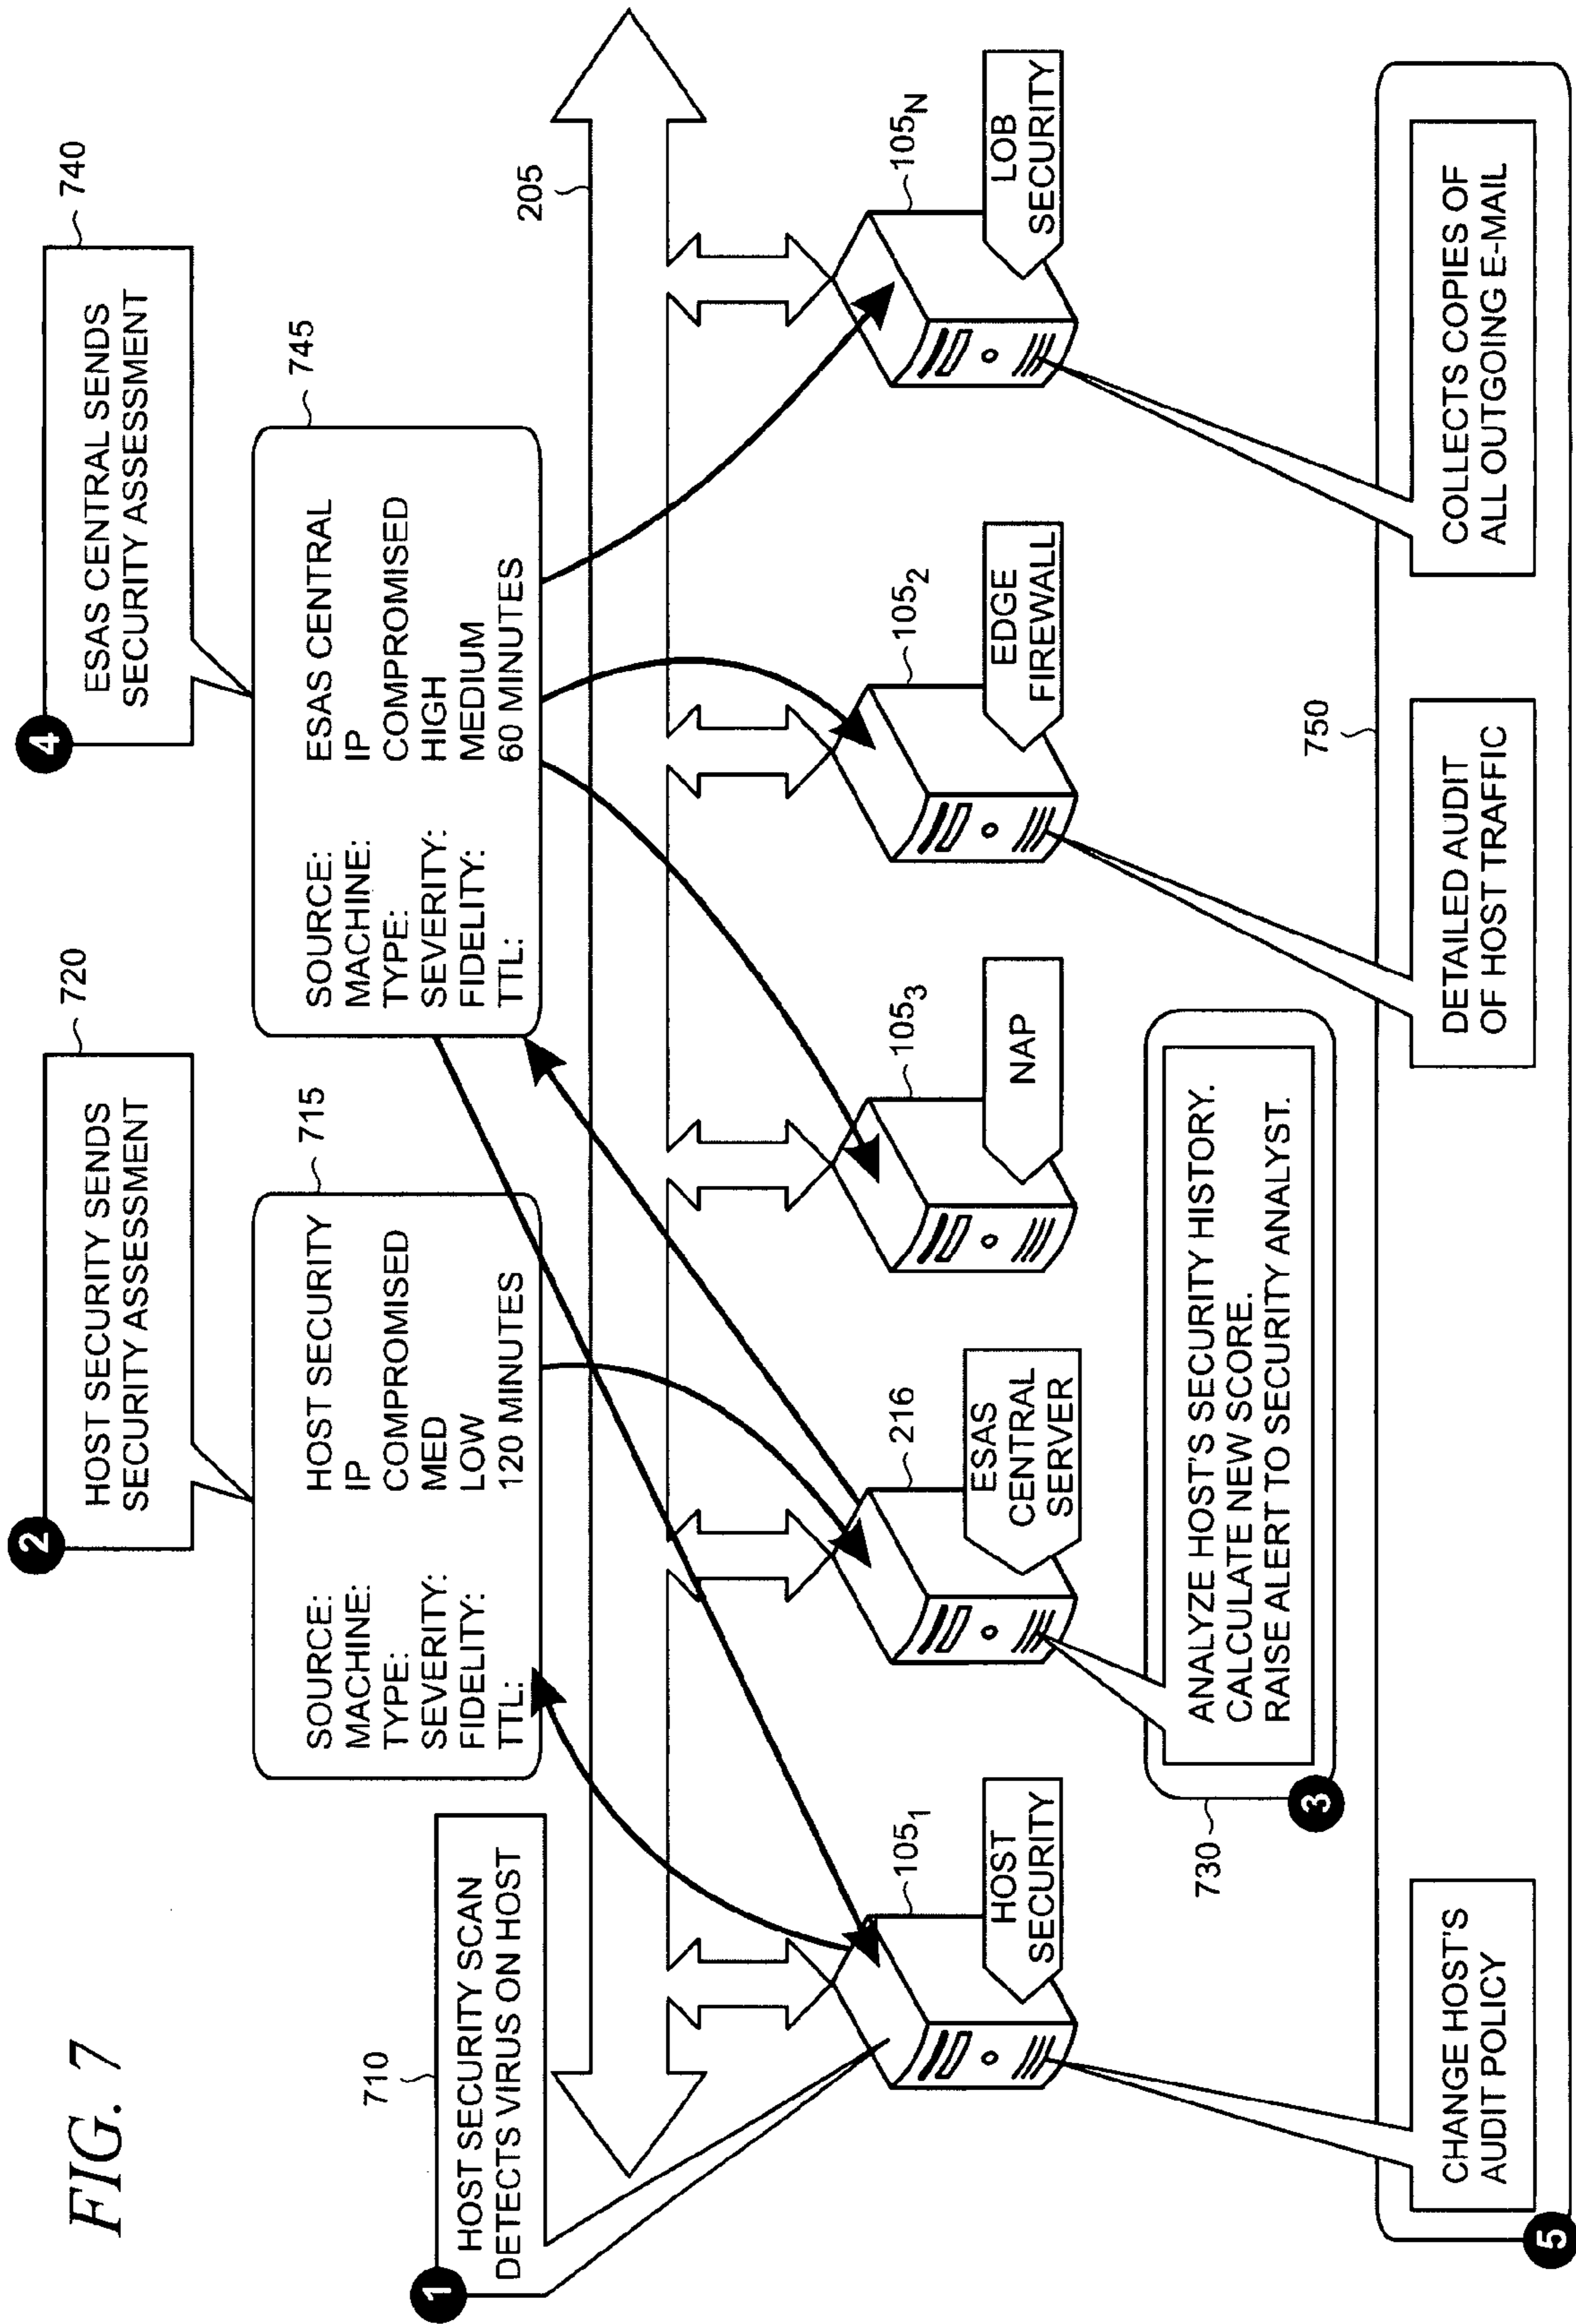 FIG. 7
1
HOST SECURITY SCAN
DETECTS VIRUS ON HOST
710
2
HOST SECURITY SENDS
SECURITY ASSESSMENT
720
SOURCE: HOST SECURITY
MACHINE: IP
TYPE: COMPROMISED
SEVERITY: MED
FIDELITY: LOW
TTL: 120 MINUTES
715
4
ESAS CENTRAL SENDS
SECURITY ASSESSMENT
740
SOURCE: ESAS CENTRAL
MACHINE: IP
TYPE: COMPROMISED
SEVERITY: HIGH
FIDELITY: MEDIUM
TTL: 60 MINUTES
745
205
105₁
HOST
SECURITY
216
ESAS
CENTRAL
SERVER
105₃
NAP
105₂
EDGE
FIREWALL
105N
LOB
SECURITY
730
3
ANALYZE HOST'S SECURITY HISTORY.
CALCULATE NEW SCORE.
RAISE ALERT TO SECURITY ANALYST.
750
5
CHANGE HOST'S
AUDIT POLICY
DETAILED AUDIT
OF HOST TRAFFIC
COLLECTS COPIES OF
ALL OUTGOING E-MAIL